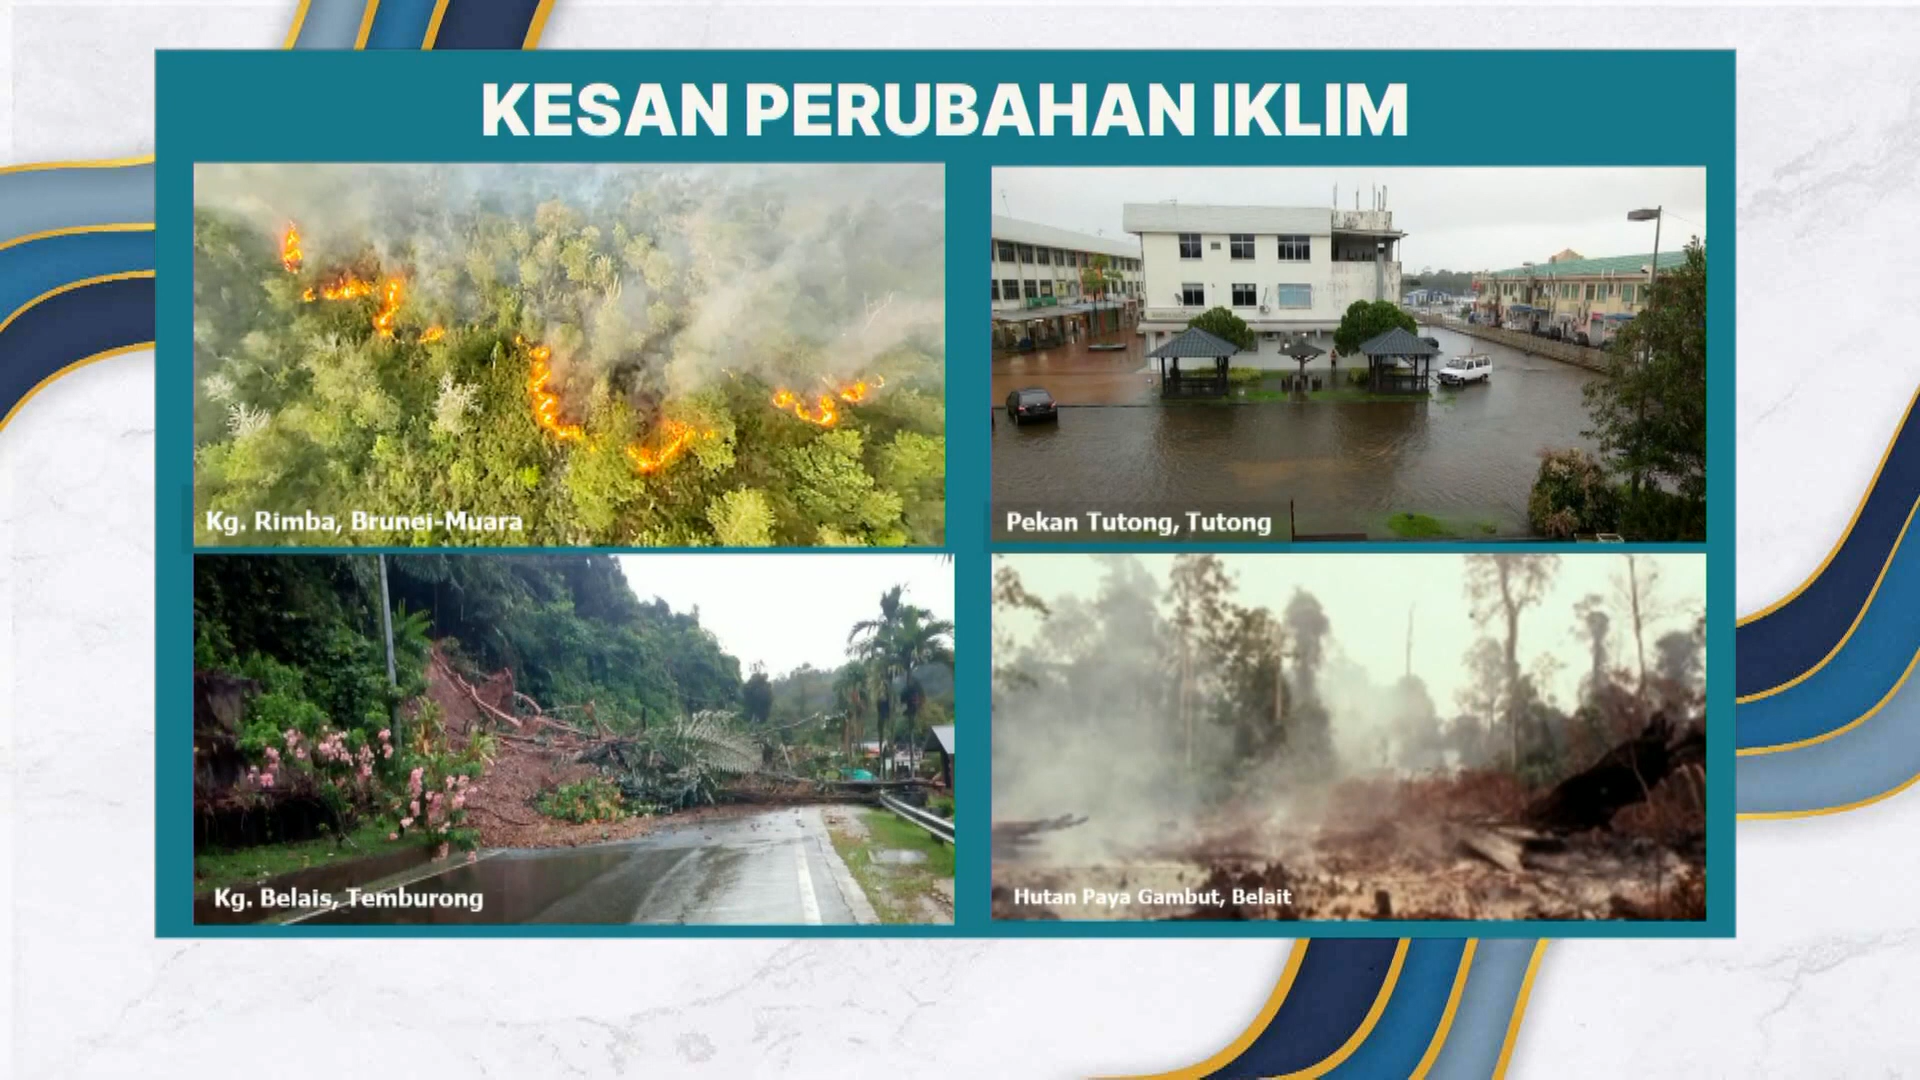 KESAN PERUBAHAN IKLIM
Kg. Rimba, Brunei-Muara
Pekan Tutong, Tutong
Kg. Belais, Temburong
Hutan Paya Gambut, Belait